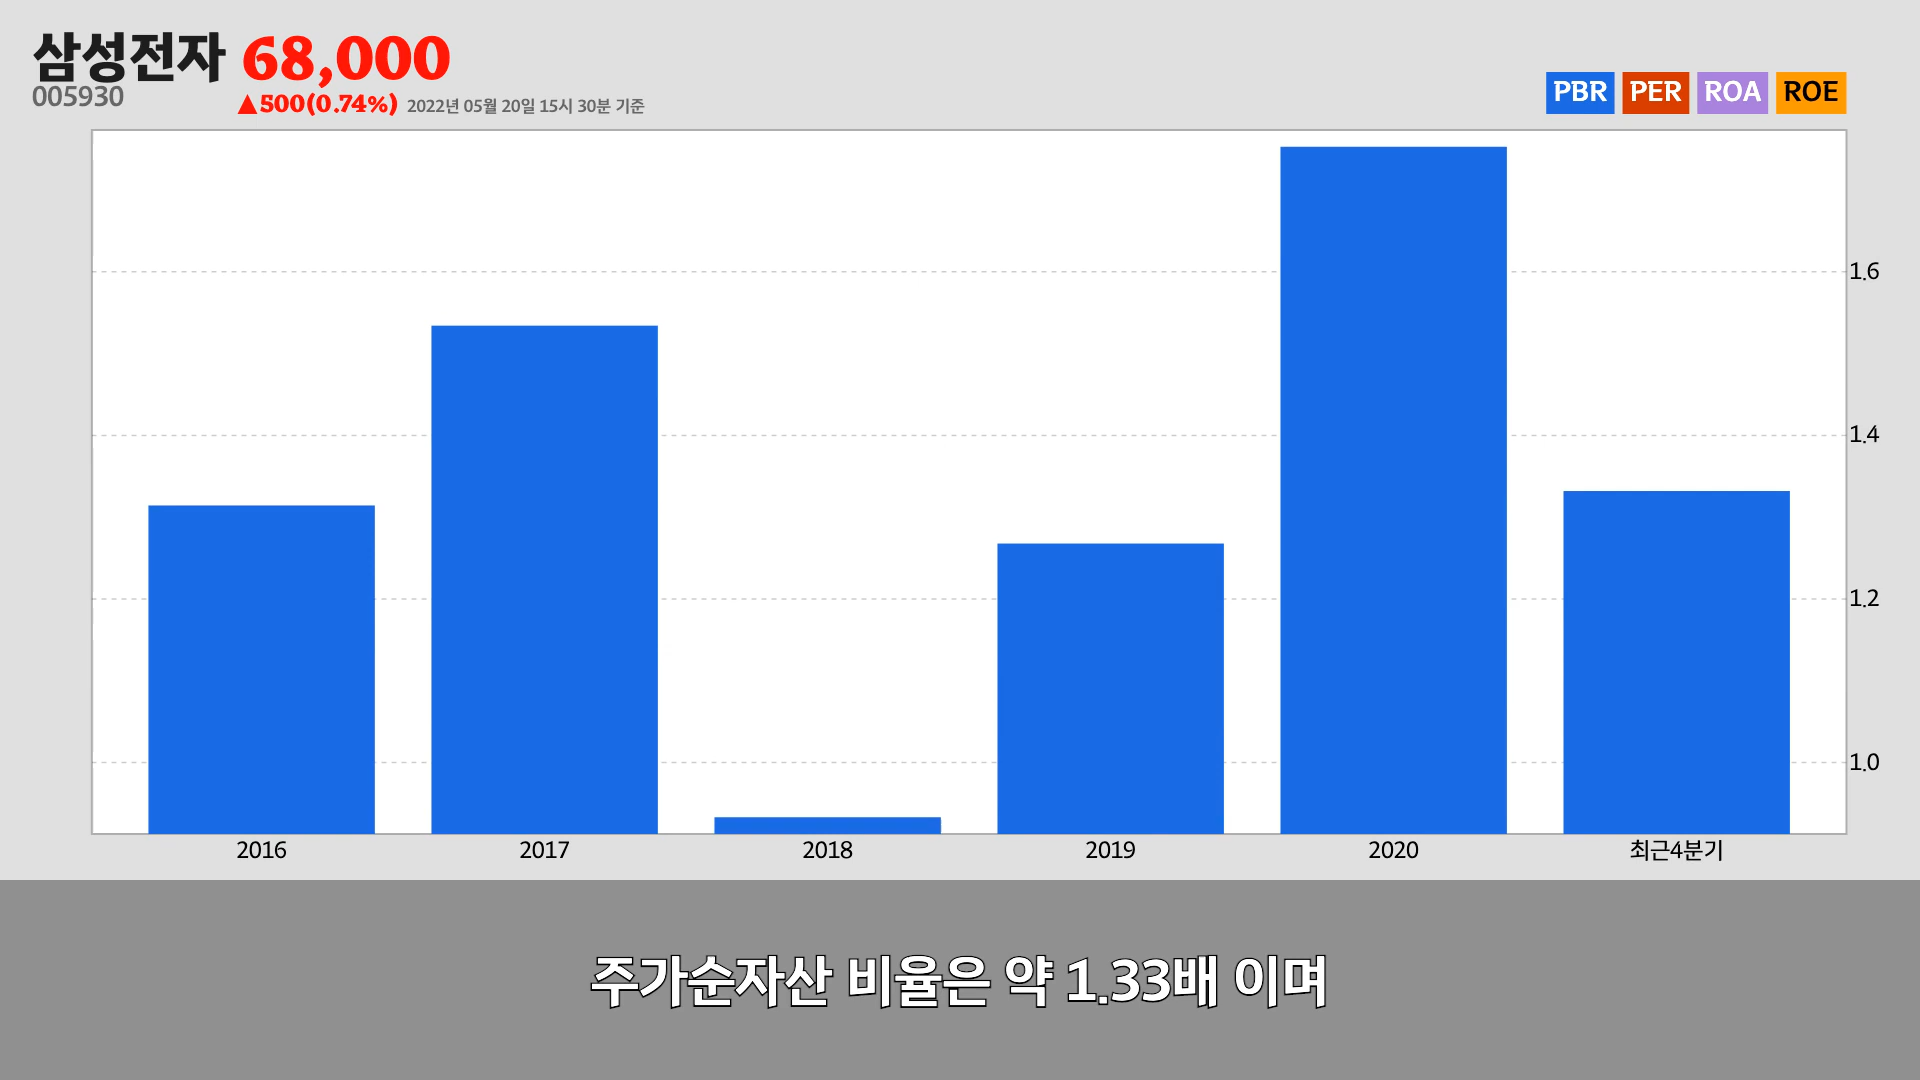 삼성전자 68,000
005930
▲500(0.74%) 2022년 05월 20일 15시 30분 기준
PBR PER ROA ROE
1.6
1.4
1.2
1.0
2016 2017 2018 2019 2020 최근4분기
주가순자산 비율은 약 1.33배 이며